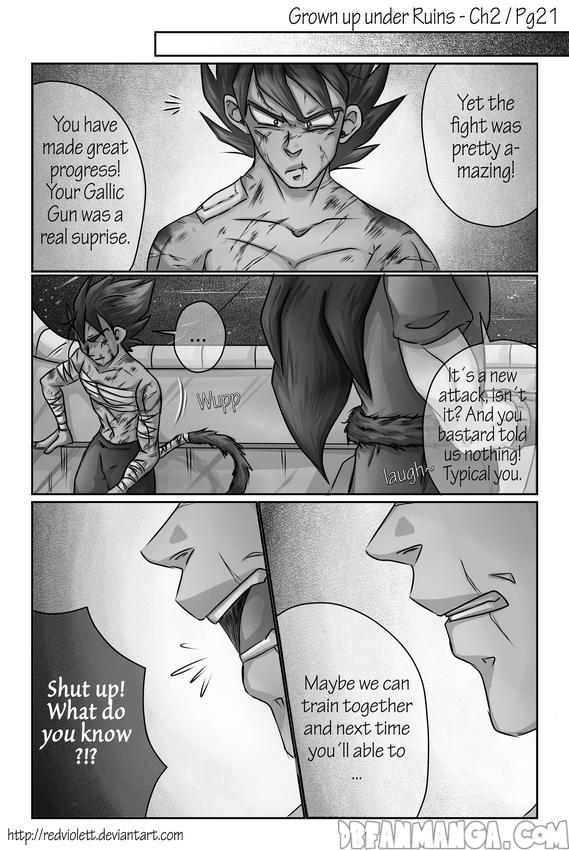 Grown up under Ruins - Ch2 / Pg21
You have
made great
progress!
Your Gallic
Gun was a
real suprise.
Yet the
fight was
pretty a-
mazing!
...
Wupp
It´s a new
attack isn't
it? And you
bastard told
us nothing!
Typical you.
laugh~
Maybe we can
train together
and next time
you´ll able to
...
Shut up!
What do
you know
?!?
http://redviolett.deviantart.com
DBFANMANGA.COM